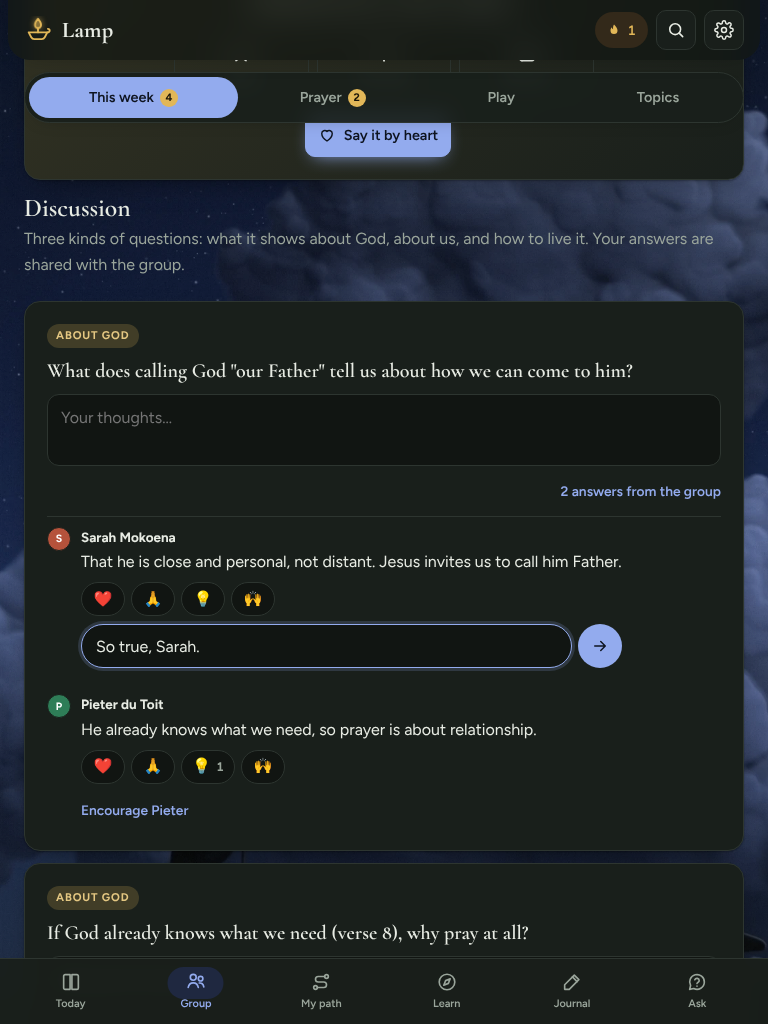 Lamp
1
This week 4
Prayer 2
Play
Topics
Say it by heart
Discussion
Three kinds of questions: what it shows about God, about us, and how to live it. Your answers are
shared with the group.
ABOUT GOD
What does calling God "our Father" tell us about how we can come to him?
Your thoughts...
2 answers from the group
S
Sarah Mokoena
That he is close and personal, not distant. Jesus invites us to call him Father.
So true, Sarah.
P
Pieter du Toit
He already knows what we need, so prayer is about relationship.
1
Encourage Pieter
ABOUT GOD
If God already knows what we need (verse 8), why pray at all?
Today
Group
My path
Learn
Journal
Ask